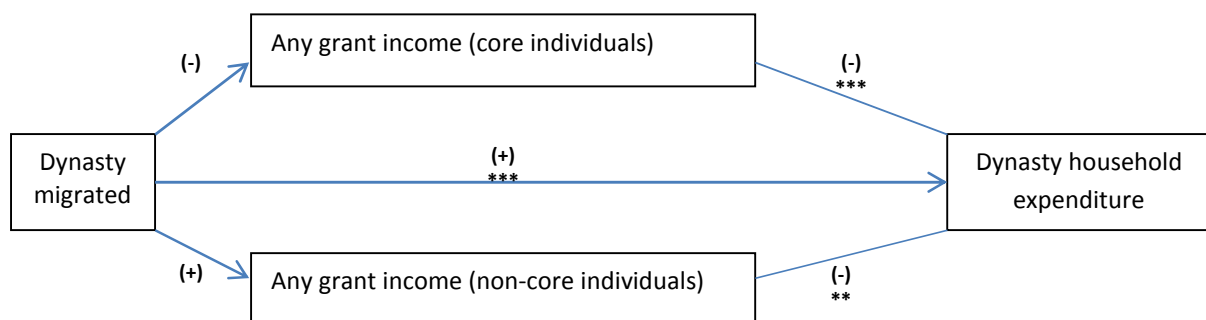 Any grant income (core individuals)
(-)
(-)
***
Dynasty
migrated
(+)
***
Dynasty household
expenditure
(+)
Any grant income (non-core individuals)
(-)
**